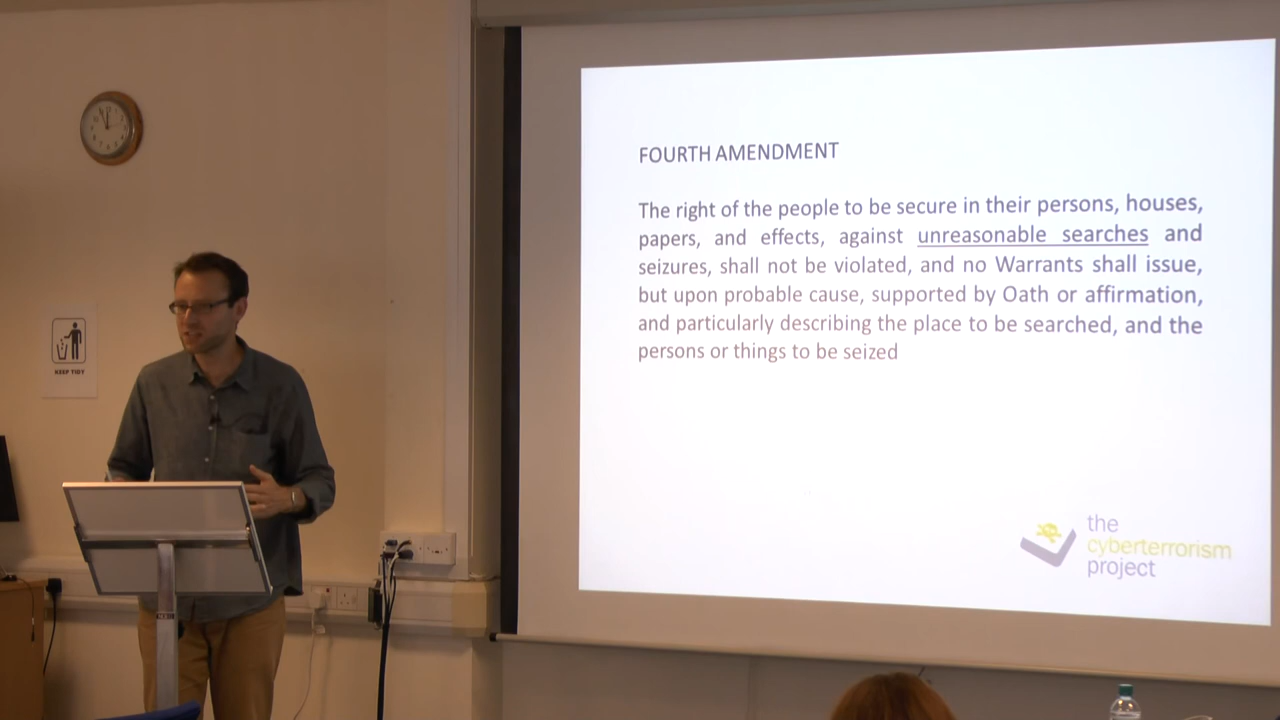 FOURTH AMENDMENT
The right of the people to be secure in their persons, houses,
papers, and effects, against unreasonable searches and
seizures, shall not be violated, and no Warrants shall issue,
but upon probable cause, supported by Oath or affirmation,
and particularly describing the place to be searched, and the
persons or things to be seized
KEEP TIDY
the
cyberterrorism
project